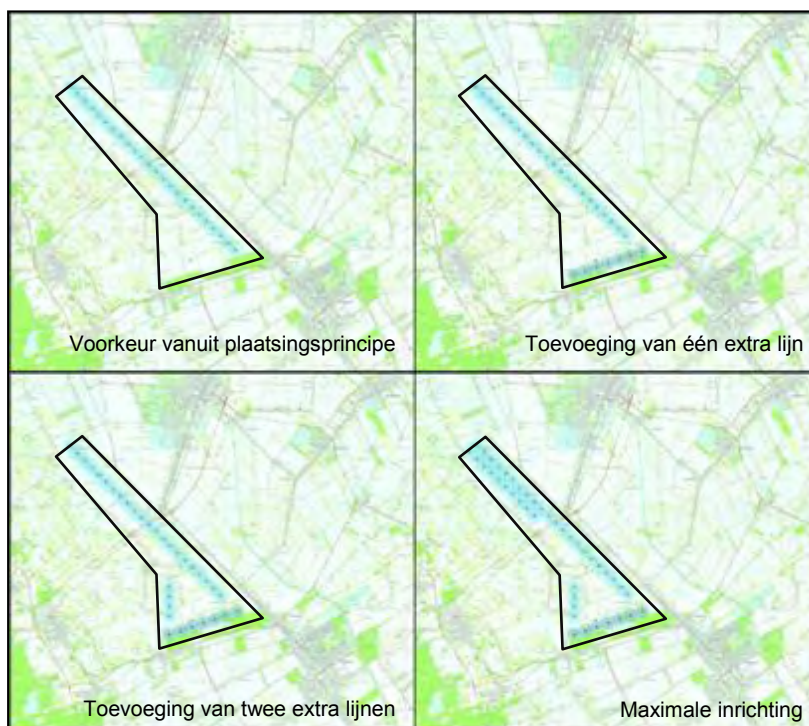 Voorkeur vanuit plaatsingsprincipe
Toevoeging van één extra lijn
Toevoeging van twee extra lijnen
Maximale inrichting